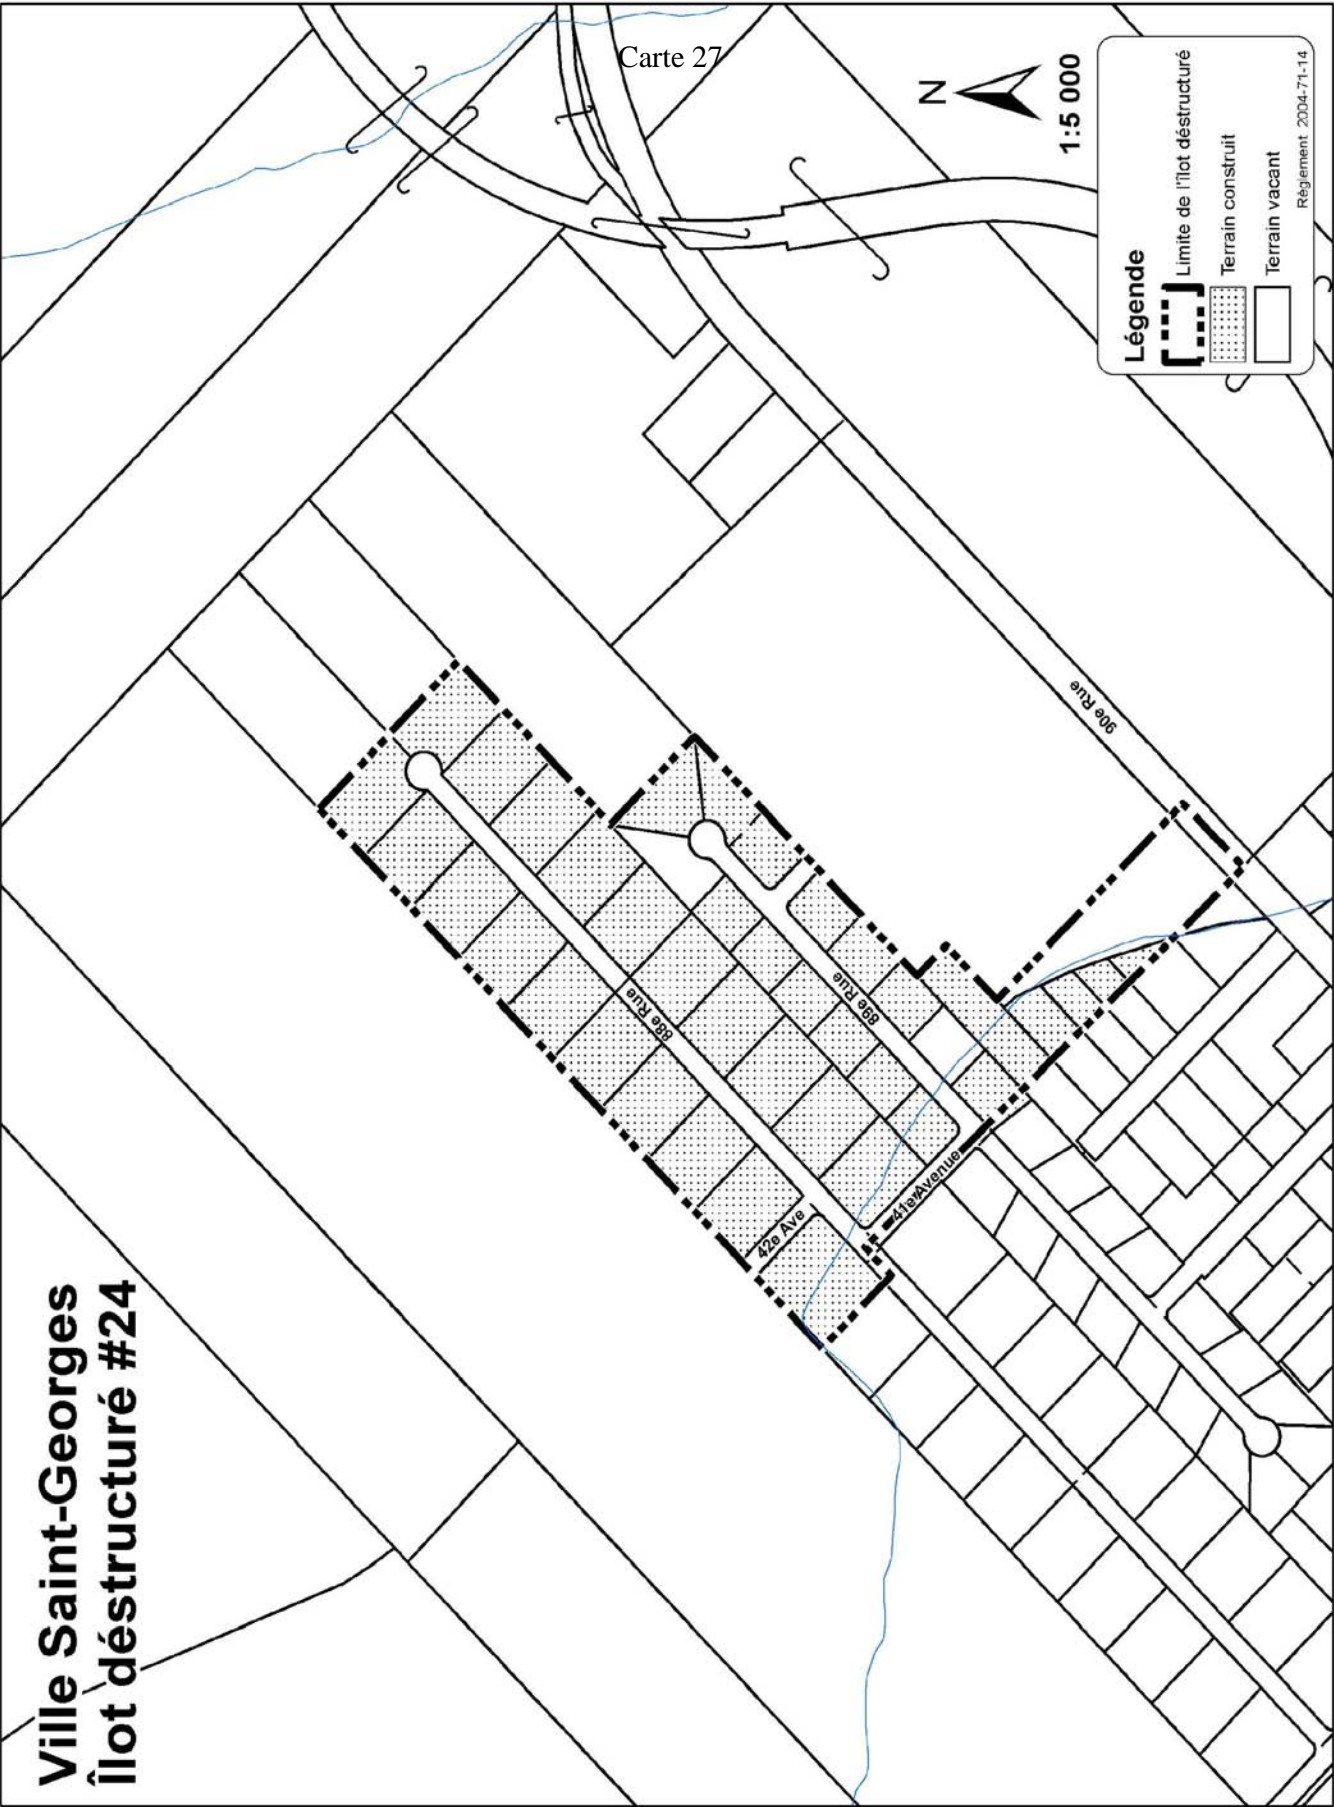 Carte 27
Ville Saint-Georges
Îlot déstructuré #24
N
1:5 000
Légende
Limite de l'îlot déstructuré
Terrain construit
Terrain vacant
Règlement 2004-71-14
88e Rue
89e Rue
90e Rue
42e Ave
41e Avenue